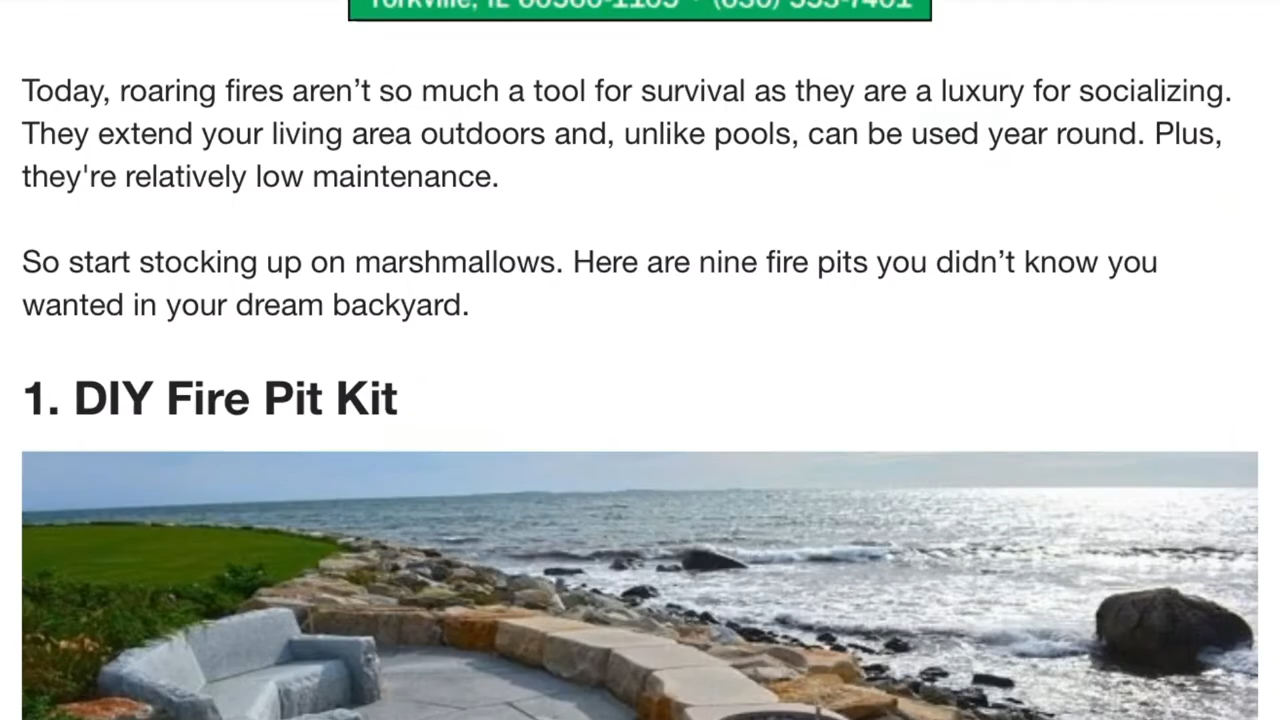 Today, roaring fires aren’t so much a tool for survival as they are a luxury for socializing.
They extend your living area outdoors and, unlike pools, can be used year round. Plus,
they're relatively low maintenance.
So start stocking up on marshmallows. Here are nine fire pits you didn’t know you
wanted in your dream backyard.
1. DIY Fire Pit Kit